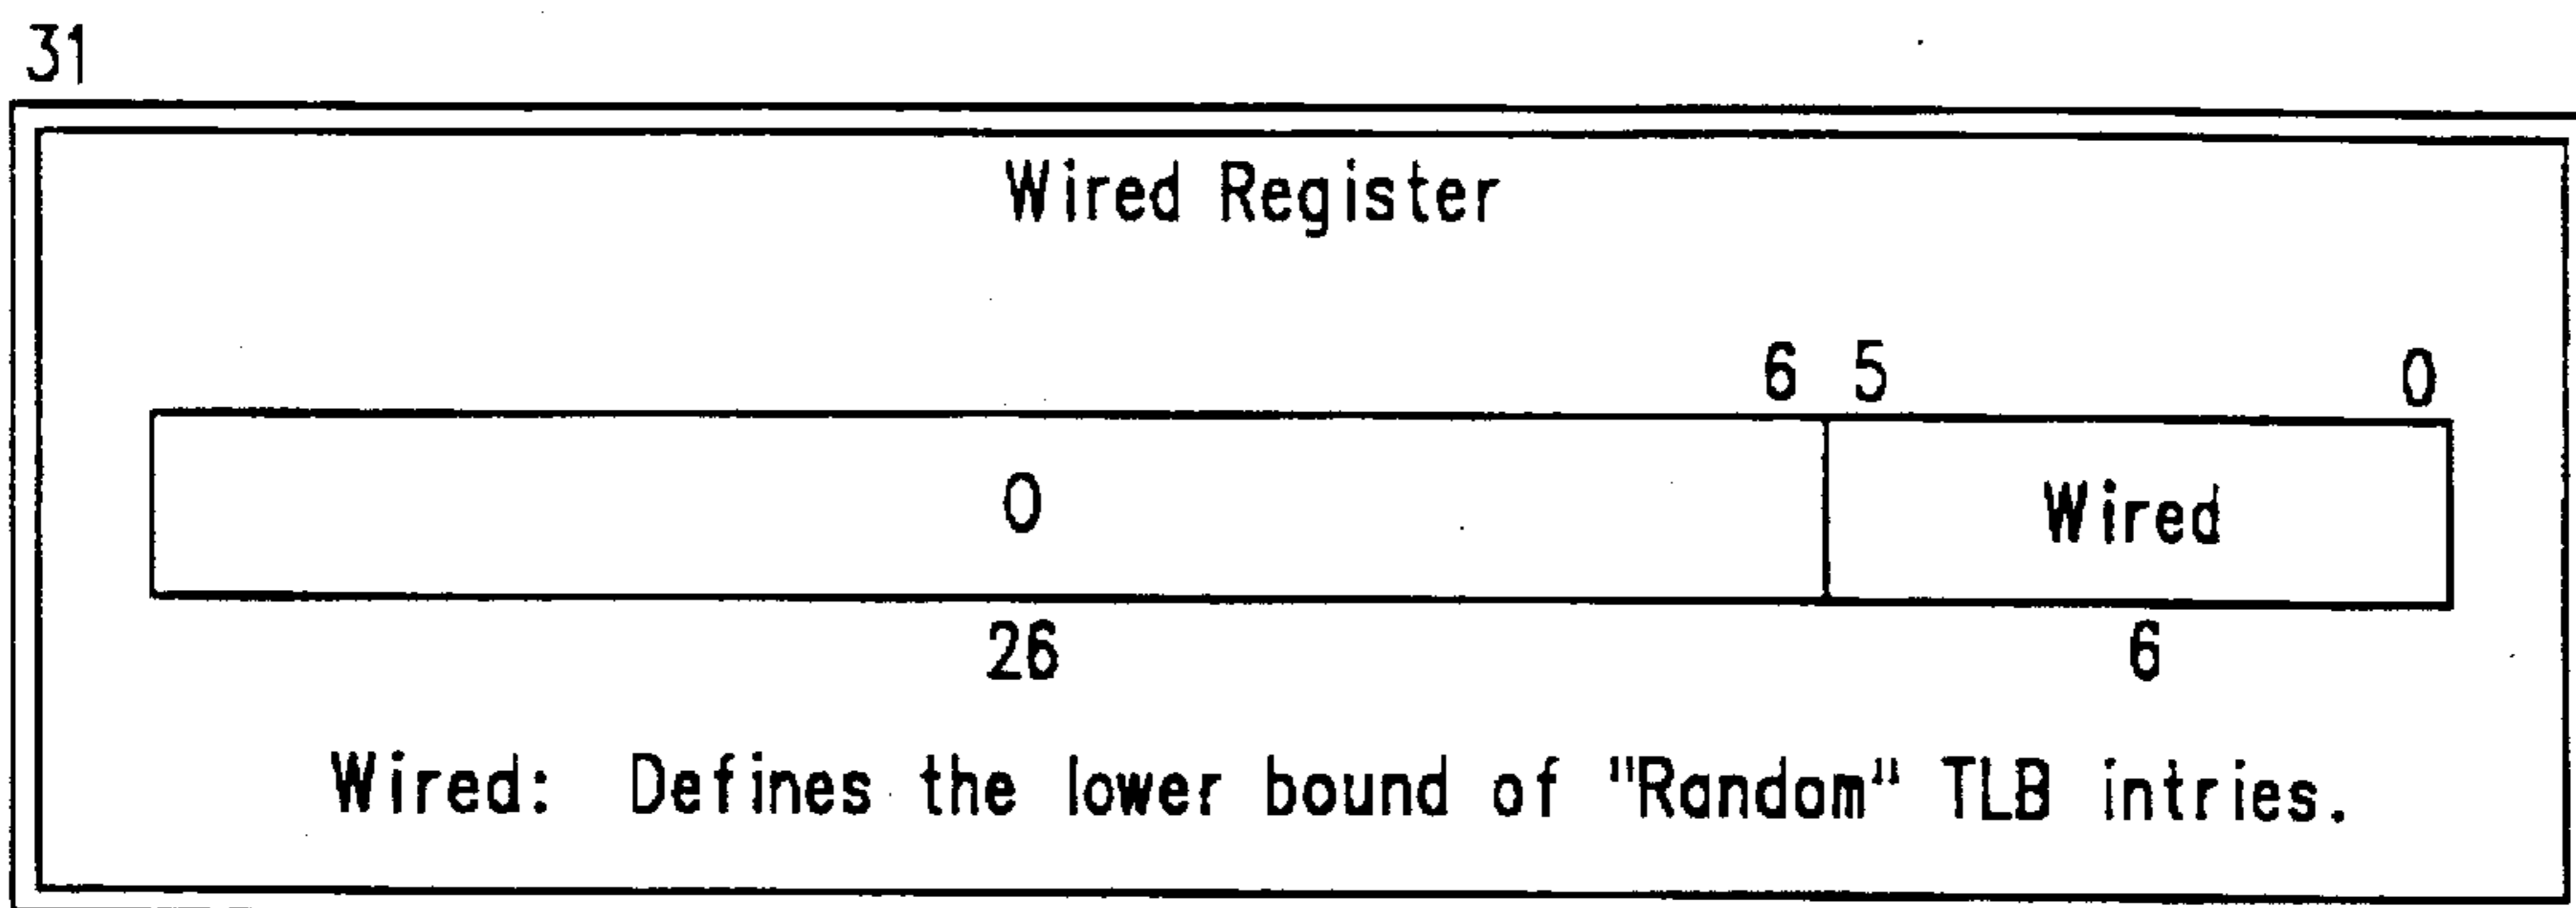 31
Wired Register
6 5 0
0 Wired
26 6
Wired: Defines the lower bound of "Random" TLB intries.